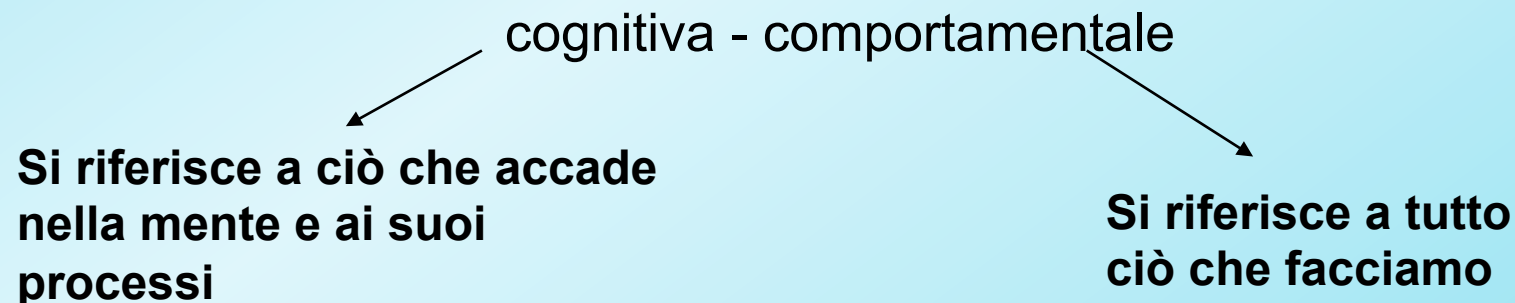 cognitiva - comportamentale
Si riferisce a ciò che accade
nella mente e ai suoi
processi
Si riferisce a tutto
ciò che facciamo